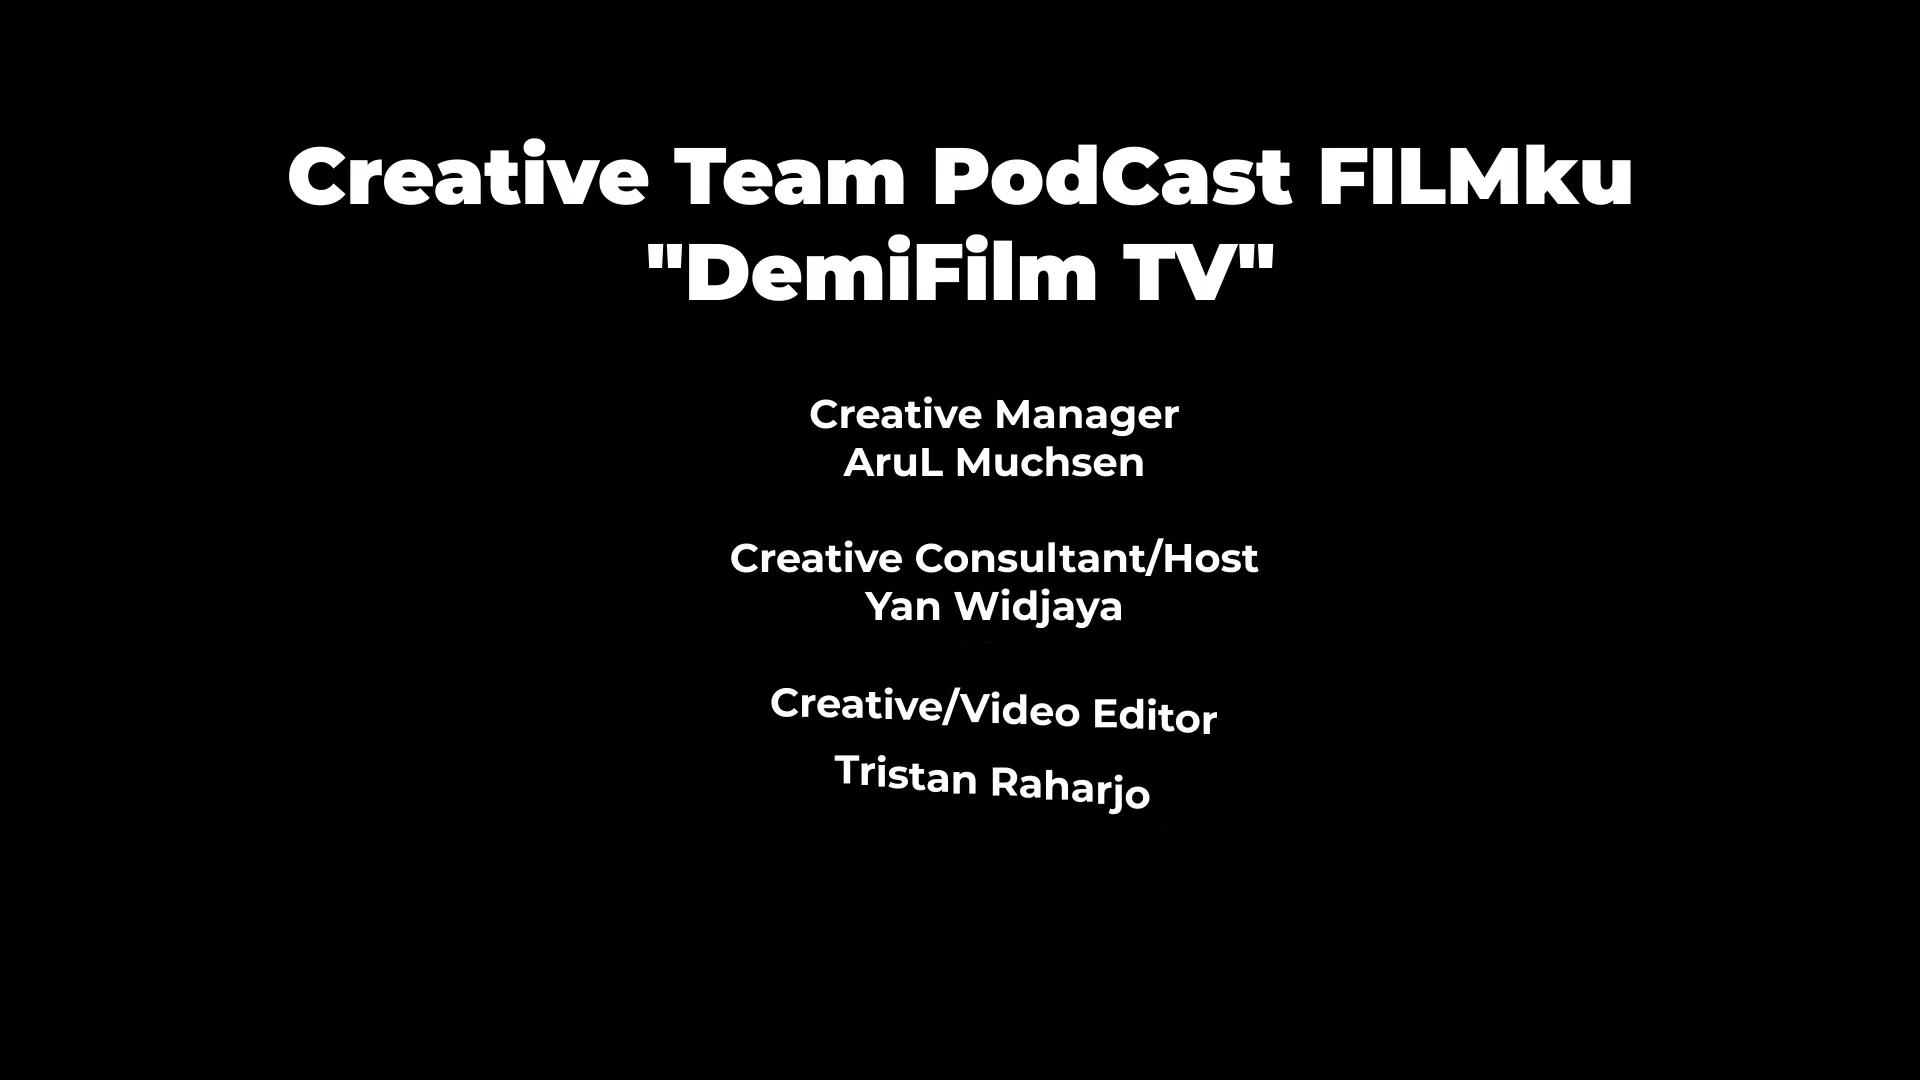 Creative Team PodCast FILMku
"DemiFilm TV"
Creative Manager
AruL Muchsen
Creative Consultant/Host
Yan Widjaya
Creative/Video Editor
Tristan Raharjo